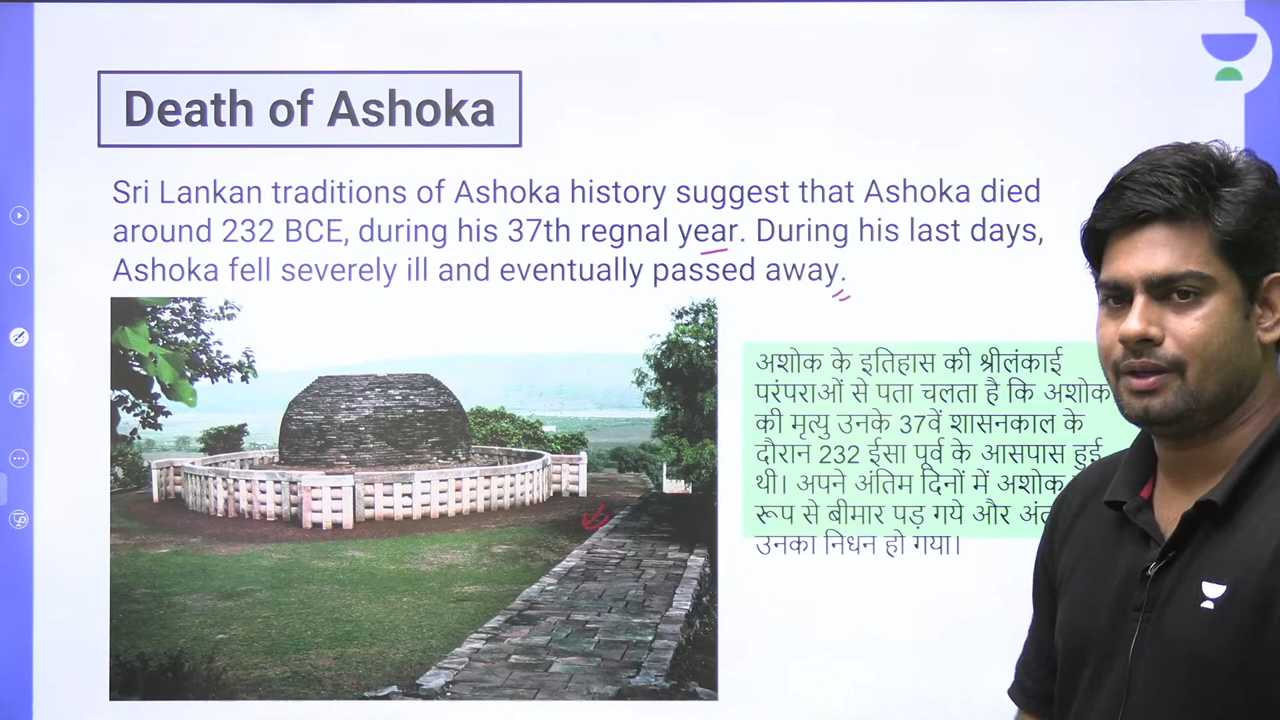 Death of Ashoka
Sri Lankan traditions of Ashoka history suggest that Ashoka died
around 232 BCE, during his 37th regnal year. During his last days,
Ashoka fell severely ill and eventually passed away.
अशोक के इतिहास की श्रीलंकाई
परंपराओं से पता चलता है कि अशोक
की मृत्यु उनके 37वें शासनकाल के
दौरान 232 ईसा पूर्व के आसपास हुई
थी। अपने अंतिम दिनों में अशोक
रूप से बीमार पड़ गये और
उनका निधन हो गया।